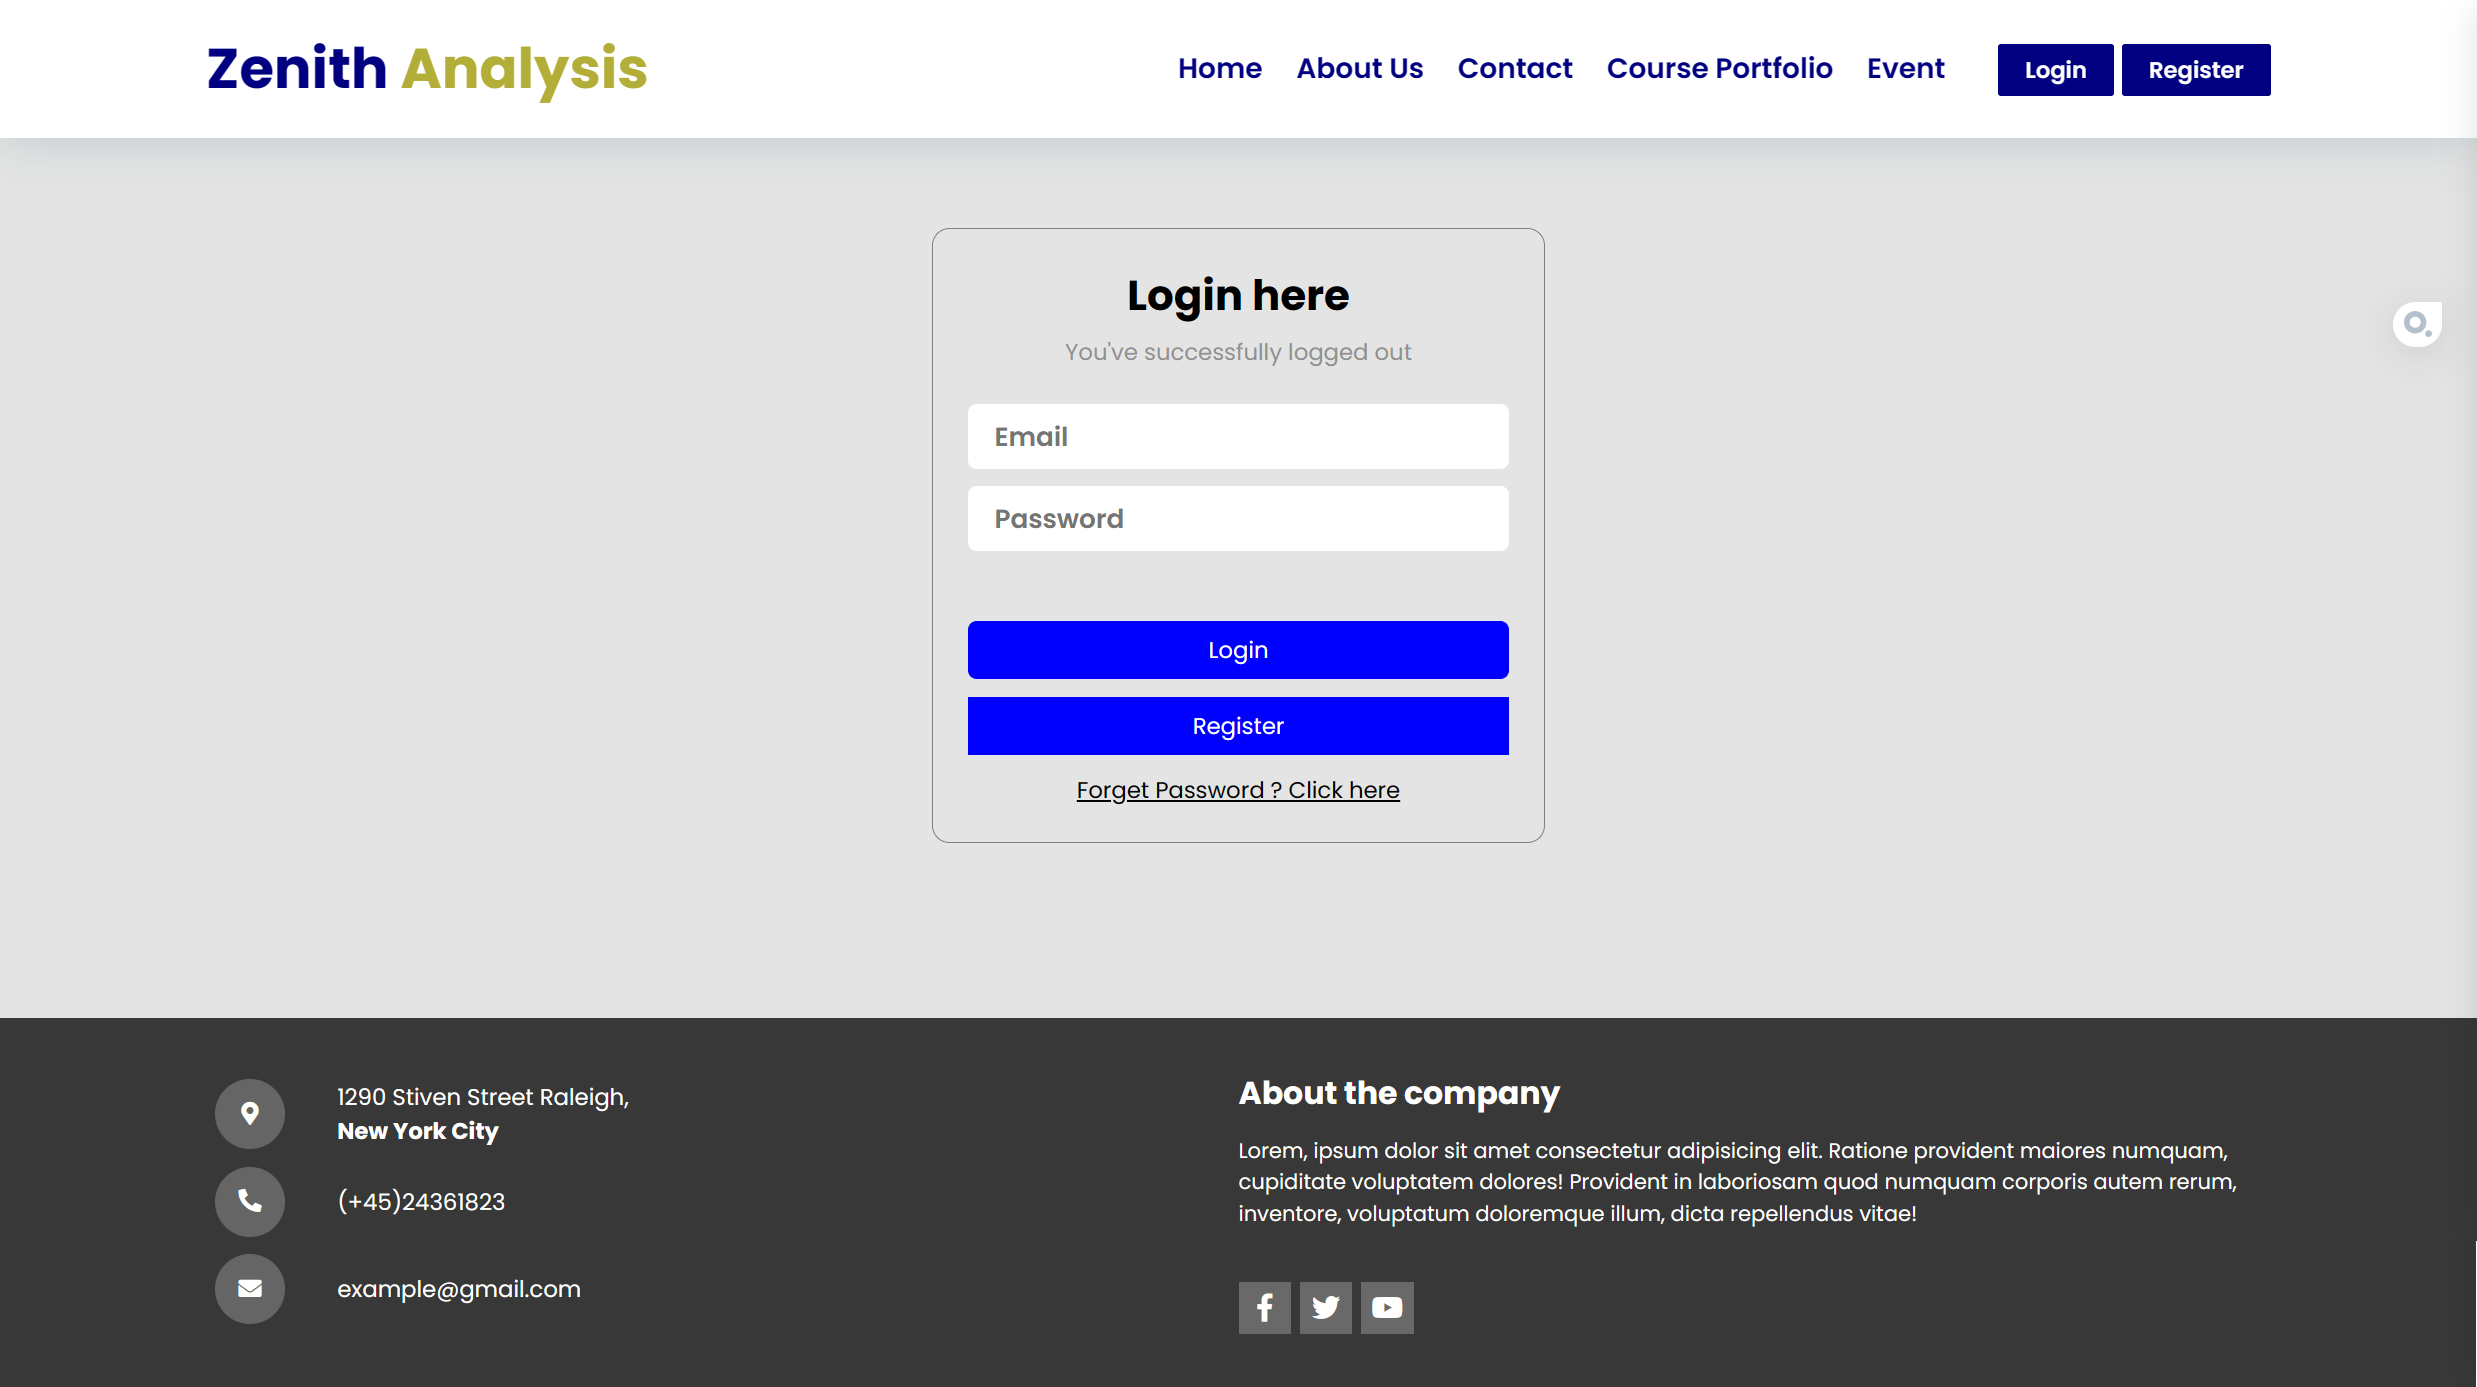 Zenith Analysis
Home About Us Contact Course Portfolio Event Login Register
Login here
You've successfully logged out
Email
Password
Login
Register
Forget Password ? Click here
1290 Stiven Street Raleigh,
New York City
(+45)24361823
example@gmail.com
About the company
Lorem, ipsum dolor sit amet consectetur adipisicing elit. Ratione provident maiores numquam,
cupiditate voluptatem dolores! Provident in laboriosam quod numquam corporis autem rerum,
inventore, voluptatum doloremque illum, dicta repellendus vitae!